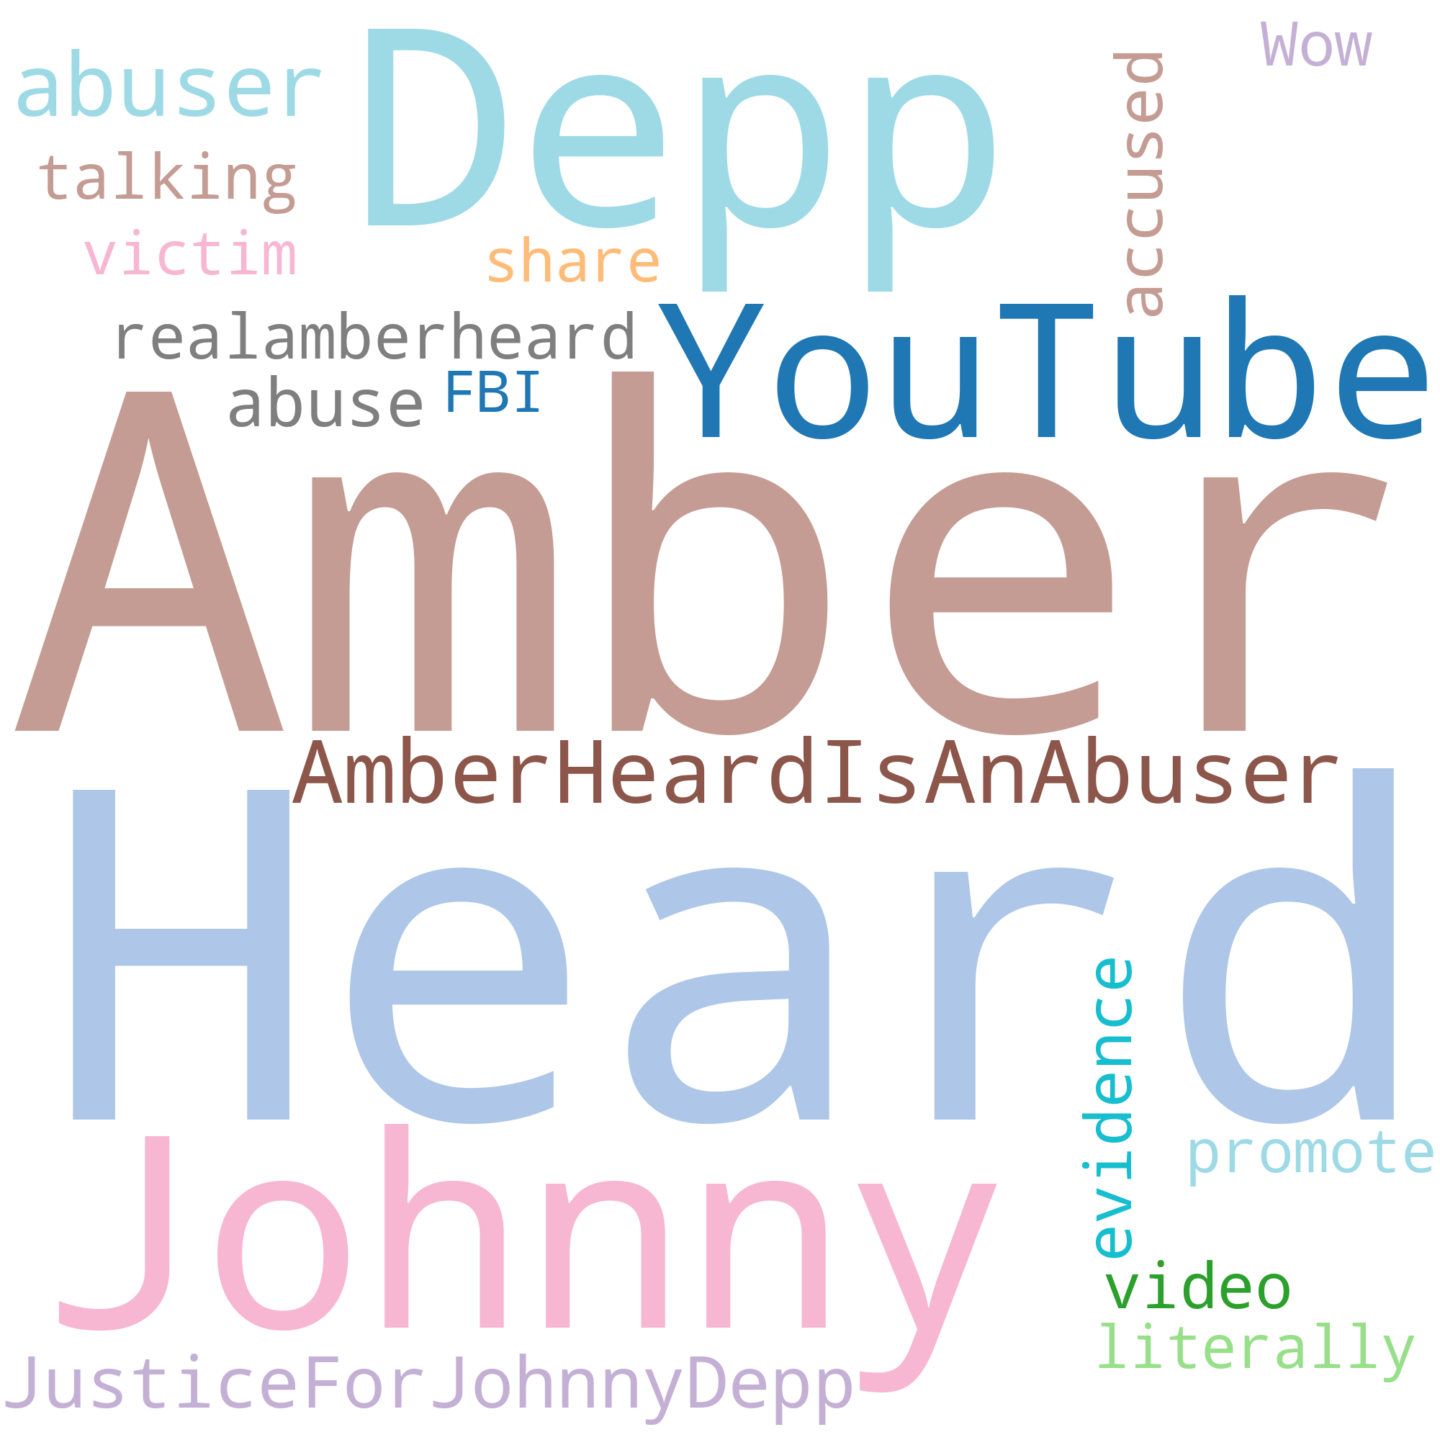 Wow
Depp
abuser
accused
talking
victim
share
YouTube
realamberheard
FBI
abuse
Amber
AmberHeardIsAnAbuser
Heard
evidence
Johnny
promote
video
literally
JusticeForJohnnyDepp